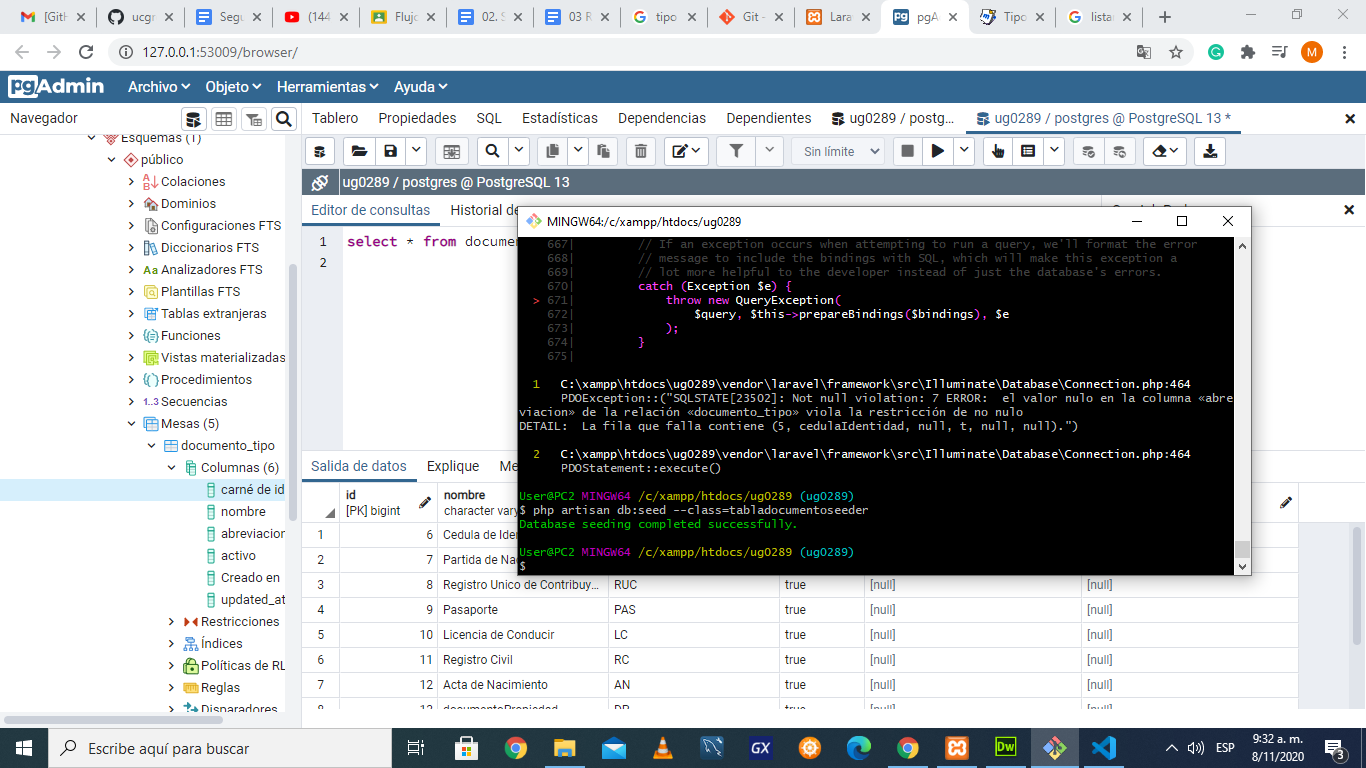 [GitH
ucgr
Segu
(144
Flujo
02. S
03 R
tipo
Git -
Lara
pgA
Tipo
listar
127.0.0.1:53009/browser/
M
pgAdmin
Archivo
Objeto
Herramientas
Ayuda
Navegador
Tablero
Propiedades
SQL
Estadísticas
Dependencias
Dependientes
ug0289 / postg...
ug0289 / postgres @ PostgreSQL 13 *
Sin límite
ug0289 / postgres @ PostgreSQL 13
Editor de consultas
Historial de
1
select * from docume
2
Esquemas (1)
público
Colaciones
Dominios
Configuraciones FTS
Diccionarios FTS
Analizadores FTS
Plantillas FTS
Tablas extranjeras
Funciones
Vistas materializadas
Procedimientos
Secuencias
Mesas (5)
documento_tipo
Columnas (6)
carné de id
nombre
abreviacion
activo
Creado en
updated_at
Restricciones
Índices
Políticas de RL
Reglas
Disparadores
MINGW64:/c/xampp/htdocs/ug0289
667| // If an exception occurs when attempting to run a query, we'll format the error
668| // message to include the bindings with SQL, which will make this exception a
669| // lot more helpful to the developer instead of just the database's errors.
670| catch (Exception $e) {
> 671| throw new QueryException(
672| $query, $this->prepareBindings($bindings), $e
673| );
674| }
675|
1 C:\xampp\htdocs\ug0289\vendor\laravel\framework\src\Illuminate\Database\Connection.php:464
PDOException::("SQLSTATE[23502]: Not null violation: 7 ERROR: el valor nulo en la columna «abre
viacion» de la relación «documento_tipo» viola la restricción de no nulo
DETAIL: La fila que falla contiene (5, cedulaIdentidad, null, t, null, null).")
2 C:\xampp\htdocs\ug0289\vendor\laravel\framework\src\Illuminate\Database\Connection.php:464
PDOStatement::execute()
User@PC2 MINGW64 /c/xampp/htdocs/ug0289 (ug0289)
$ php artisan db:seed --class=tabladocumentoseeder
Database seeding completed successfully.
User@PC2 MINGW64 /c/xampp/htdocs/ug0289 (ug0289)
$
Salida de datos
Explique
Me
id
[PK] bigint
nombre
character vary
1 6 Cedula de Iden
2 7 Partida de Nac
3 8 Registro Unico de Contribuy... RUC true [null] [null]
4 9 Pasaporte PAS true [null] [null]
5 10 Licencia de Conducir LC true [null] [null]
6 11 Registro Civil RC true [null] [null]
7 12 Acta de Nacimiento AN true [null] [null]
8 13 documentoPropiedad DP true [null] [null]
Escribe aquí para buscar
GX
Dw
ESP
9:32 a. m.
8/11/2020
3